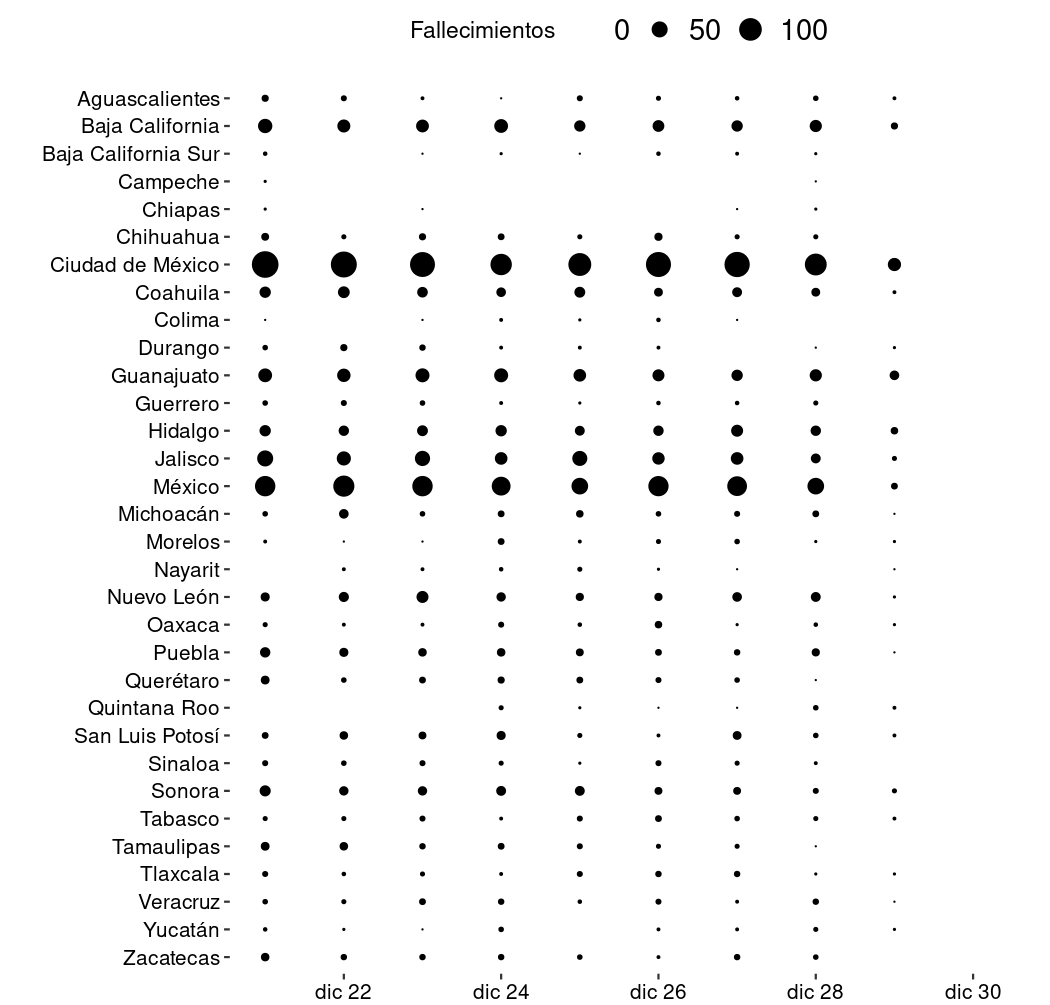 Fallecimientos 0 50 100
Aguascalientes
Baja California
Baja California Sur
Campeche
Chiapas
Chihuahua
Ciudad de México
Coahuila
Colima
Durango
Guanajuato
Guerrero
Hidalgo
Jalisco
México
Michoacán
Morelos
Nayarit
Nuevo León
Oaxaca
Puebla
Querétaro
Quintana Roo
San Luis Potosí
Sinaloa
Sonora
Tabasco
Tamaulipas
Tlaxcala
Veracruz
Yucatán
Zacatecas
dic 22 dic 24 dic 26 dic 28 dic 30